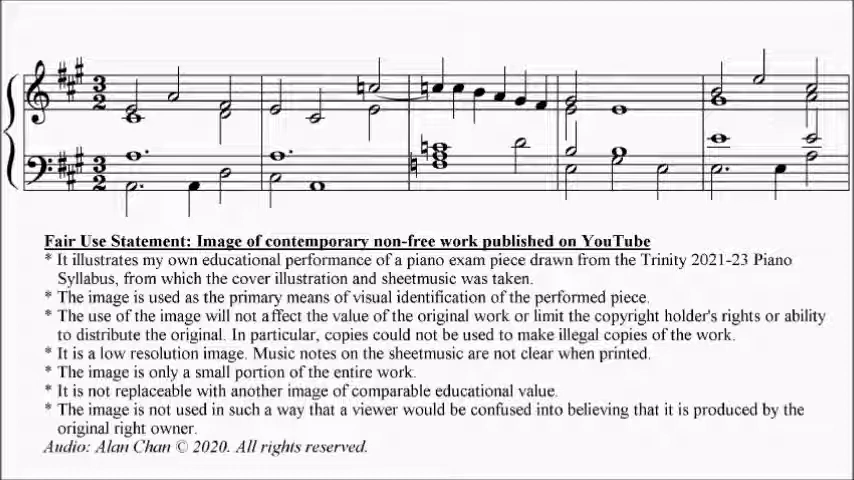 3 2
3 2
Fair Use Statement: Image of contemporary non-free work published on YouTube
* It illustrates my own educational performance of a piano exam piece drawn from the Trinity 2021-23 Piano
Syllabus, from which the cover illustration and sheetmusic was taken.
* The image is used as the primary means of visual identification of the performed piece.
* The use of the image will not affect the value of the original work or limit the copyright holder's rights or ability
to distribute the original. In particular, copies could not be used to make illegal copies of the work.
* It is a low resolution image. Music notes on the sheetmusic are not clear when printed.
* The image is only a small portion of the entire work.
* It is not replaceable with another image of comparable educational value.
* The image is not used in such a way that a viewer would be confused into believing that it is produced by the
original right owner.
Audio: Alan Chan © 2020. All rights reserved.